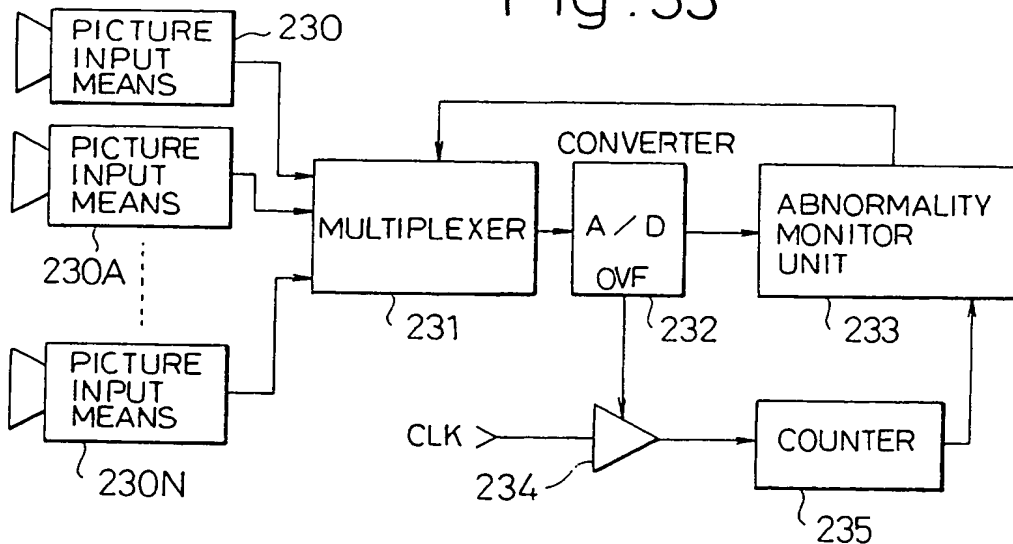 Fig.
PICTURE
INPUT
MEANS
230
PICTURE
INPUT
MEANS
230A
PICTURE
INPUT
MEANS
230N
MULTIPLEXER
231
CONVERTER
A/D
OVF
232
ABNORMALITY
MONITOR
UNIT
233
CLK
234
COUNTER
235